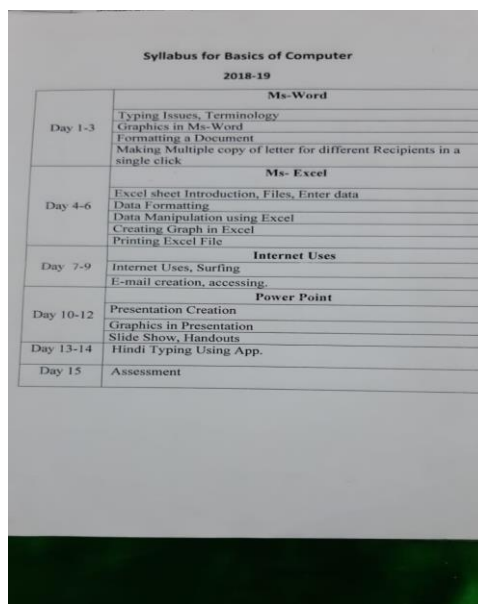 Syllabus for Basics of Computer
2018-19
Ms-Word
Day 1-3
Typing Issues, Terminology
Graphics in Ms-Word
Formatting a Document
Making Multiple copy of letter for different Recipients in a
single click
Ms- Excel
Day 4-6
Excel sheet Introduction, Files, Enter data
Data Formatting
Data Manipulation using Excel
Creating Graph in Excel
Printing Excel File
Internet Uses
Day 7-9
Internet Uses, Surfing
E-mail creation, accessing.
Power Point
Day 10-12
Presentation Creation
Graphics in Presentation
Slide Show, Handouts
Day 13-14
Hindi Typing Using App.
Day 15
Assessment